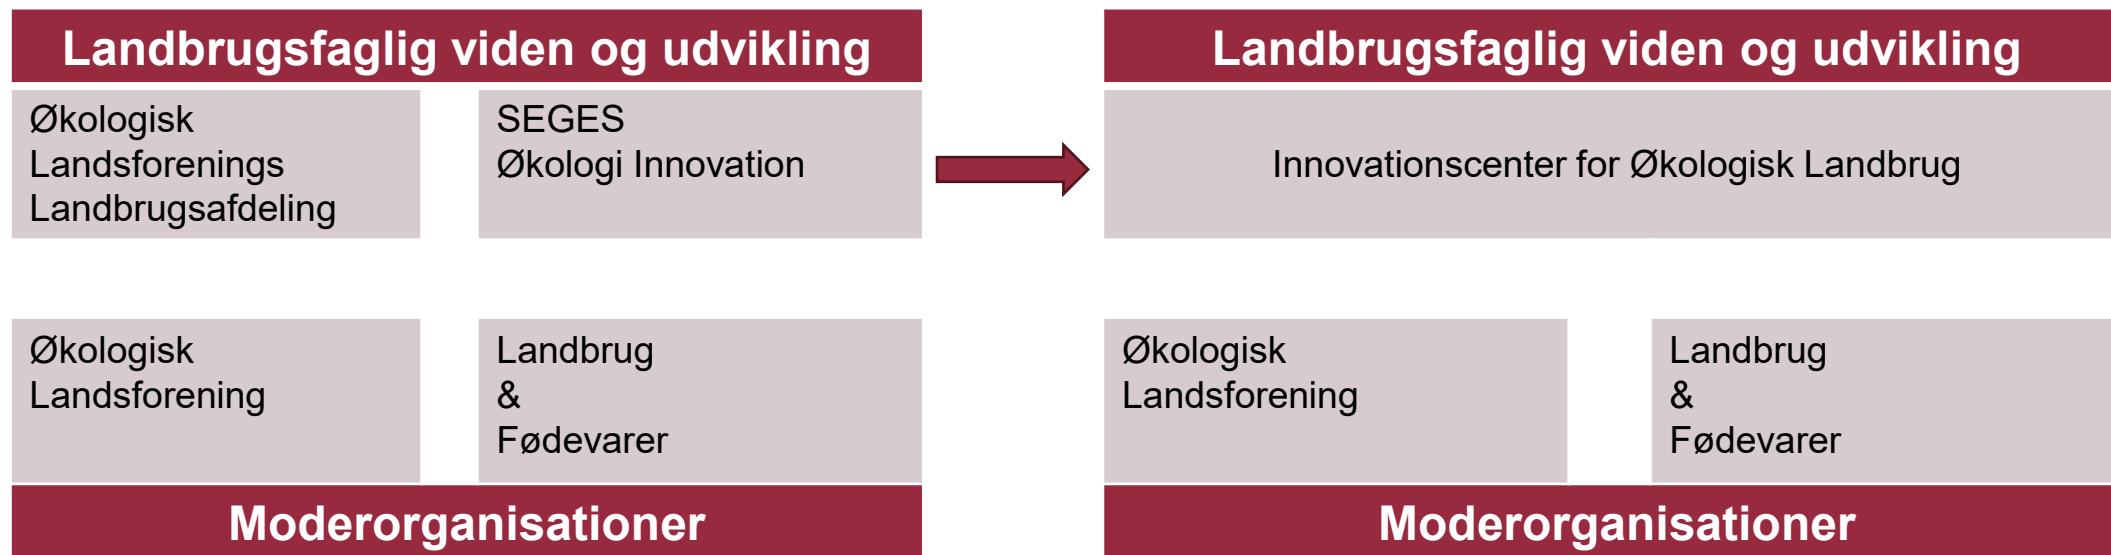 Landbrugsfaglig viden og udvikling
Økologisk
Landsforenings
Landbrugsafdeling
SEGES
Økologi Innovation
Økologisk
Landsforening
Landbrug
&
Fødevarer
Moderorganisationer
Landbrugsfaglig viden og udvikling
Innovationscenter for Økologisk Landbrug
Økologisk
Landsforening
Landbrug
&
Fødevarer
Moderorganisationer